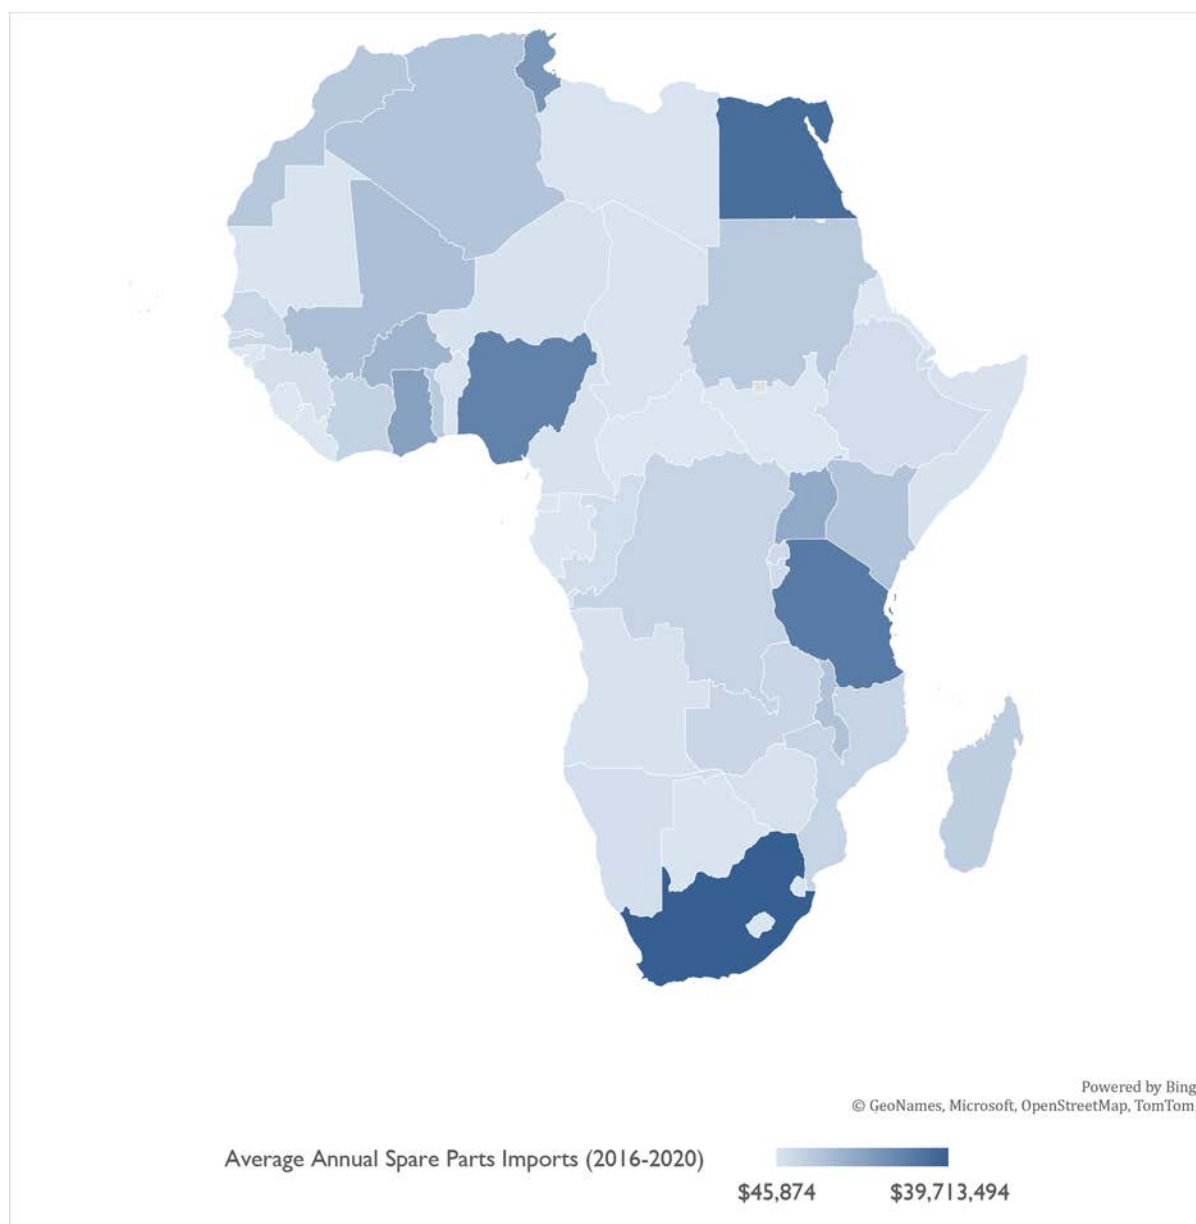 Powered by Bing
© GeoNames, Microsoft, OpenStreetMap, TomTom
Average Annual Spare Parts Imports (2016-2020)
$45,874 $39,713,494